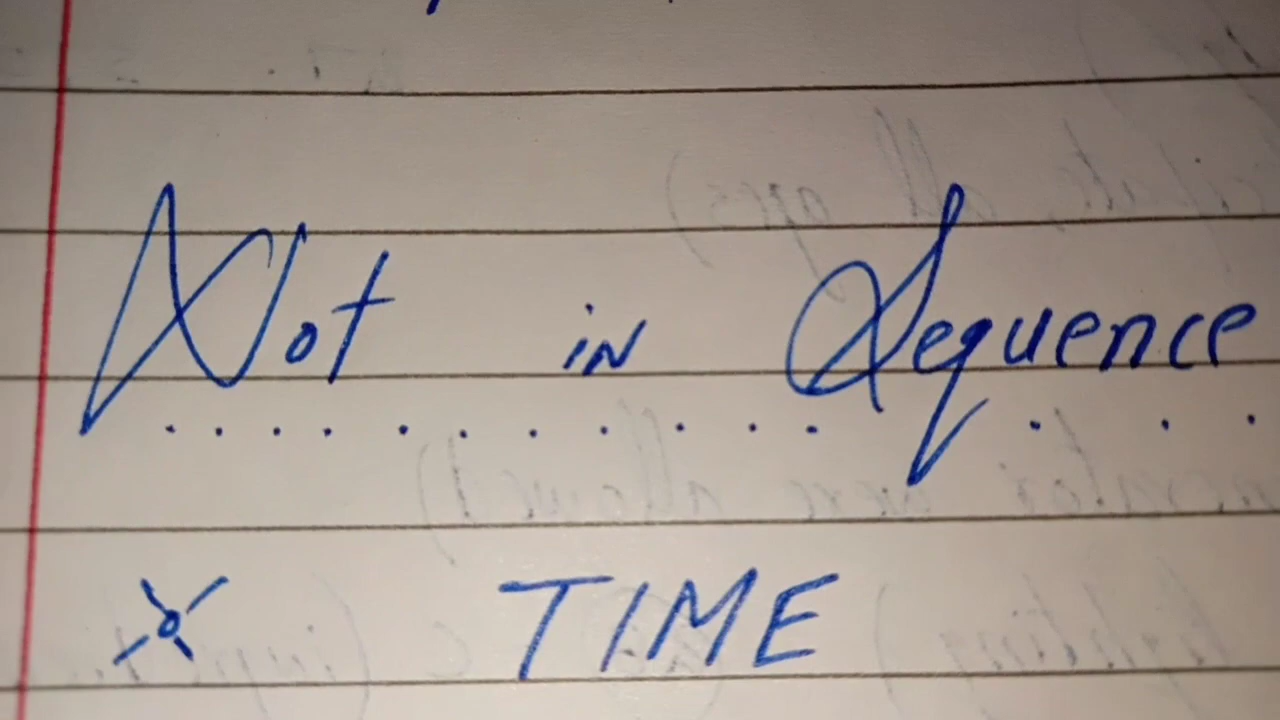 Not in Sequence
. . . . . . . . . . . . . . .
TIME